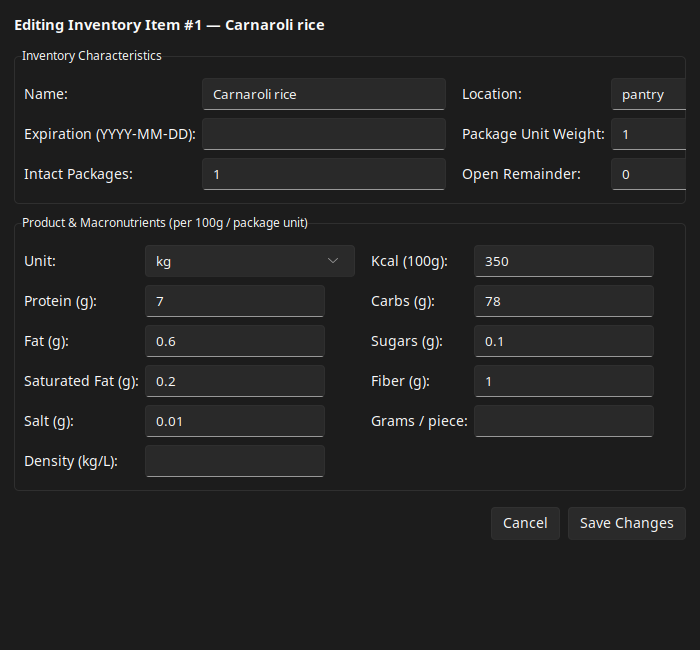 Editing Inventory Item #1 — Carnaroli rice
Inventory Characteristics
Name: Carnaroli rice Location: pantry
Expiration (YYYY-MM-DD): Package Unit Weight: 1
Intact Packages: 1 Open Remainder: 0
Product & Macronutrients (per 100g / package unit)
Unit: kg Kcal (100g): 350
Protein (g): 7 Carbs (g): 78
Fat (g): 0.6 Sugars (g): 0.1
Saturated Fat (g): 0.2 Fiber (g): 1
Salt (g): 0.01 Grams / piece:
Density (kg/L):
Cancel Save Changes